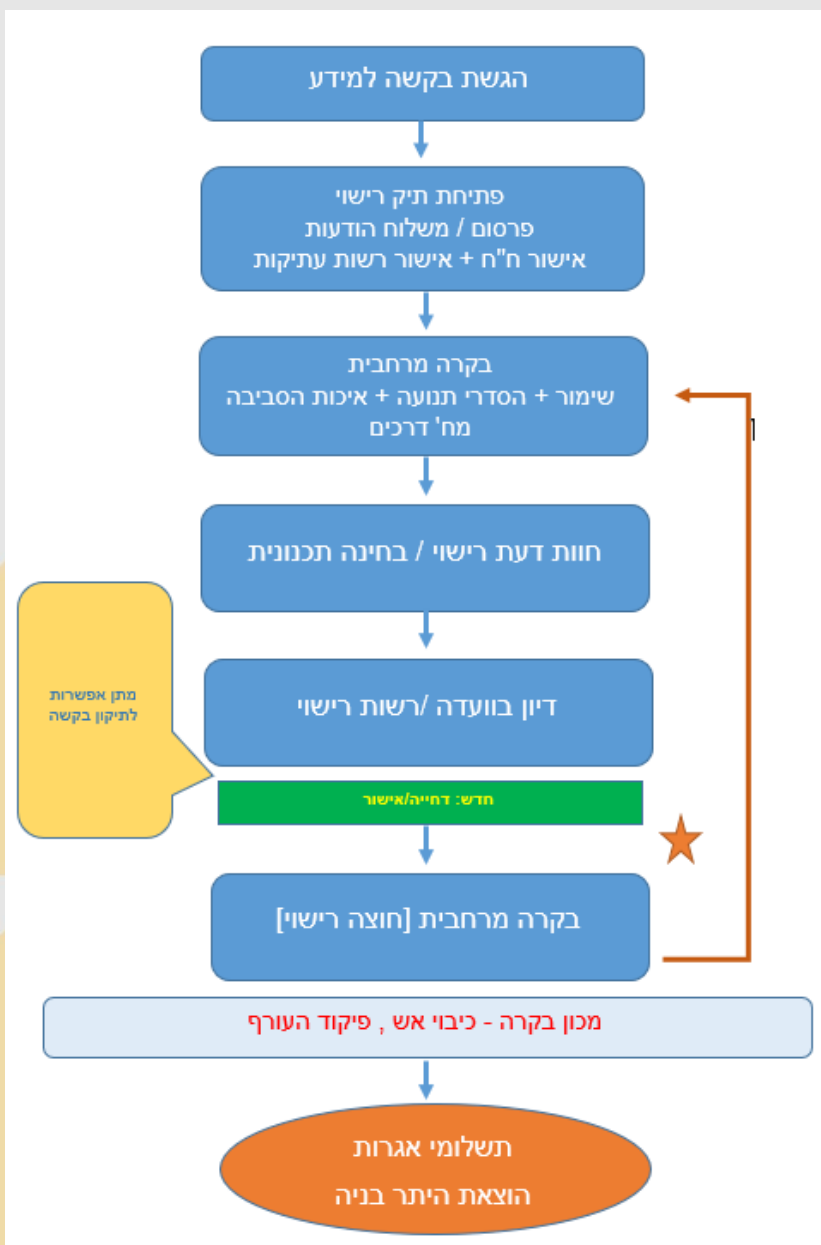 הגשת בקשה למידע
פתיחת תיק רישוי
פרסום / משלוח הודעות
אישור ח"ח + אישור רשות עתיקות
בקרה מרחבית
שימור + הסדרי תנועה + איכות הסביבה
מח' דרכים
חוות דעת רישוי / בחינה תכנונית
דיון בוועדה /רשות רישוי
מתן אפשרות
לתיקון בקשה
חדש: דחייה/אישור
בקרה מרחבית [חוצה רישוי]
מכון בקרה - כיבוי אש , פיקוד העורף
תשלומי אגרות
הוצאת היתר בניה